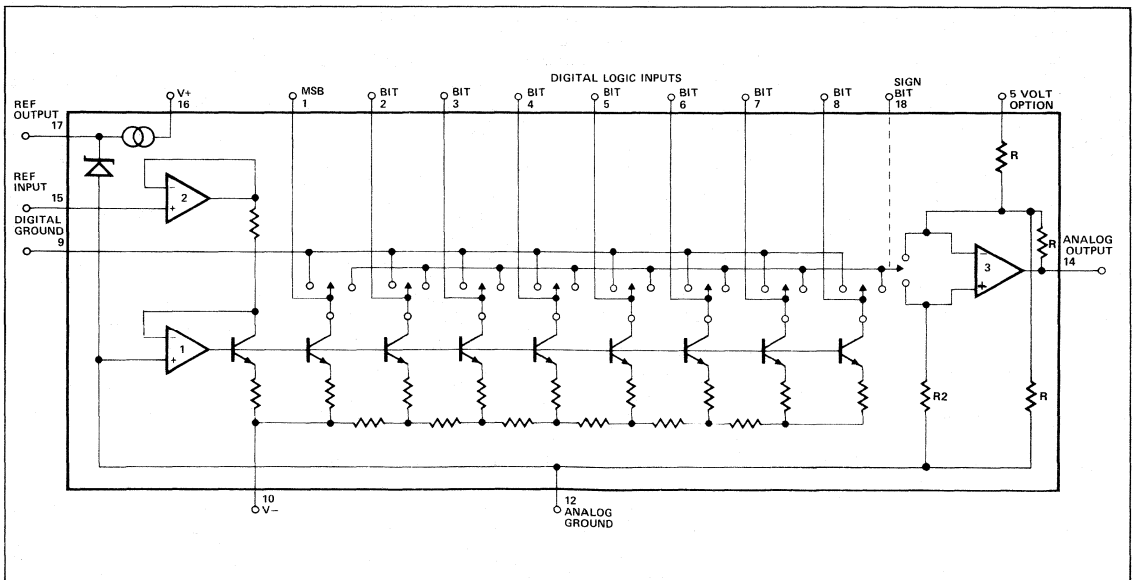 DIGITAL LOGIC INPUTS
REF
OUTPUT
17
V+
16
MSB
1
BIT
2
BIT
3
BIT
4
BIT
5
BIT
6
BIT
7
BIT
8
SIGN
BIT
18
5 VOLT
OPTION
R
REF
INPUT
15
2
DIGITAL
GROUND
9
3
R
ANALOG
OUTPUT
14
1
R2
R
10
V−
12
ANALOG
GROUND